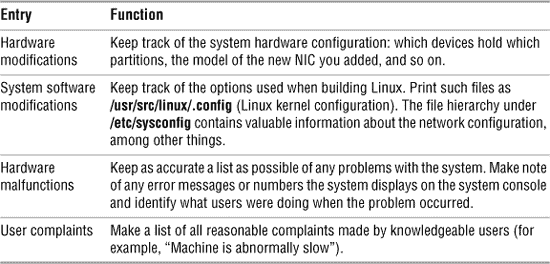 Entry Function
Hardware Keep track of the system hardware configuration: which devices hold which
modifications partitions, the model of the new NIC you added, and so on.
System software Keep track of the options used when building Linux. Print such files as
modifications /usr/src/linux/.config (Linux kernel configuration). The file hierarchy under
/etc/sysconfig contains valuable information about the network configuration,
among other things.
Hardware Keep as accurate a list as possible of any problems with the system. Make note
malfunctions of any error messages or numbers the system displays on the system console
and identify what users were doing when the problem occurred.
User complaints Make a list of all reasonable complaints made by knowledgeable users (for
example, “Machine is abnormally slow”).